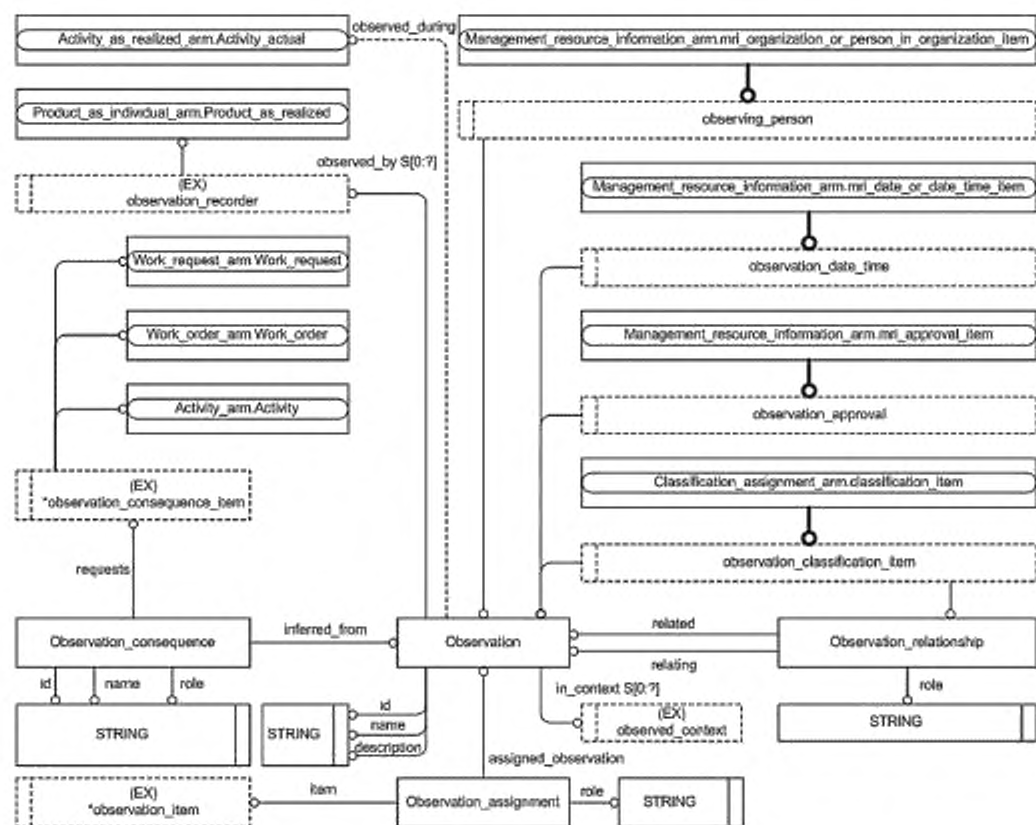 Activity_as_realized_arm.Activity_actual
observed_during
Management_resource_information_arm.mri_organization_or_person_in_organization_item
Product_as_individual_arm.Product_as_realized
observing_person
observed_by S[0:?]
(EX)
observation_recorder
Management_resource_information_arm.mri_date_or_date_time_item
Work_request_arm.Work_request
observation_date_time
Work_order_arm.Work_order
Management_resource_information_arm.mri_approval_item
Activity_arm.Activity
observation_approval
(EX)
*observation_consequence_item
Classification_assignment_arm.classification_item
requests
observation_classification_item
Observation_consequence
inferred_from
Observation
related
relating
Observation_relationship
id
name
role
in_context S[0:?]
role
STRING
STRING
id
name
description
(EX)
observed_context
STRING
assigned_observation
(EX)
*observation_item
item
Observation_assignment
role
STRING